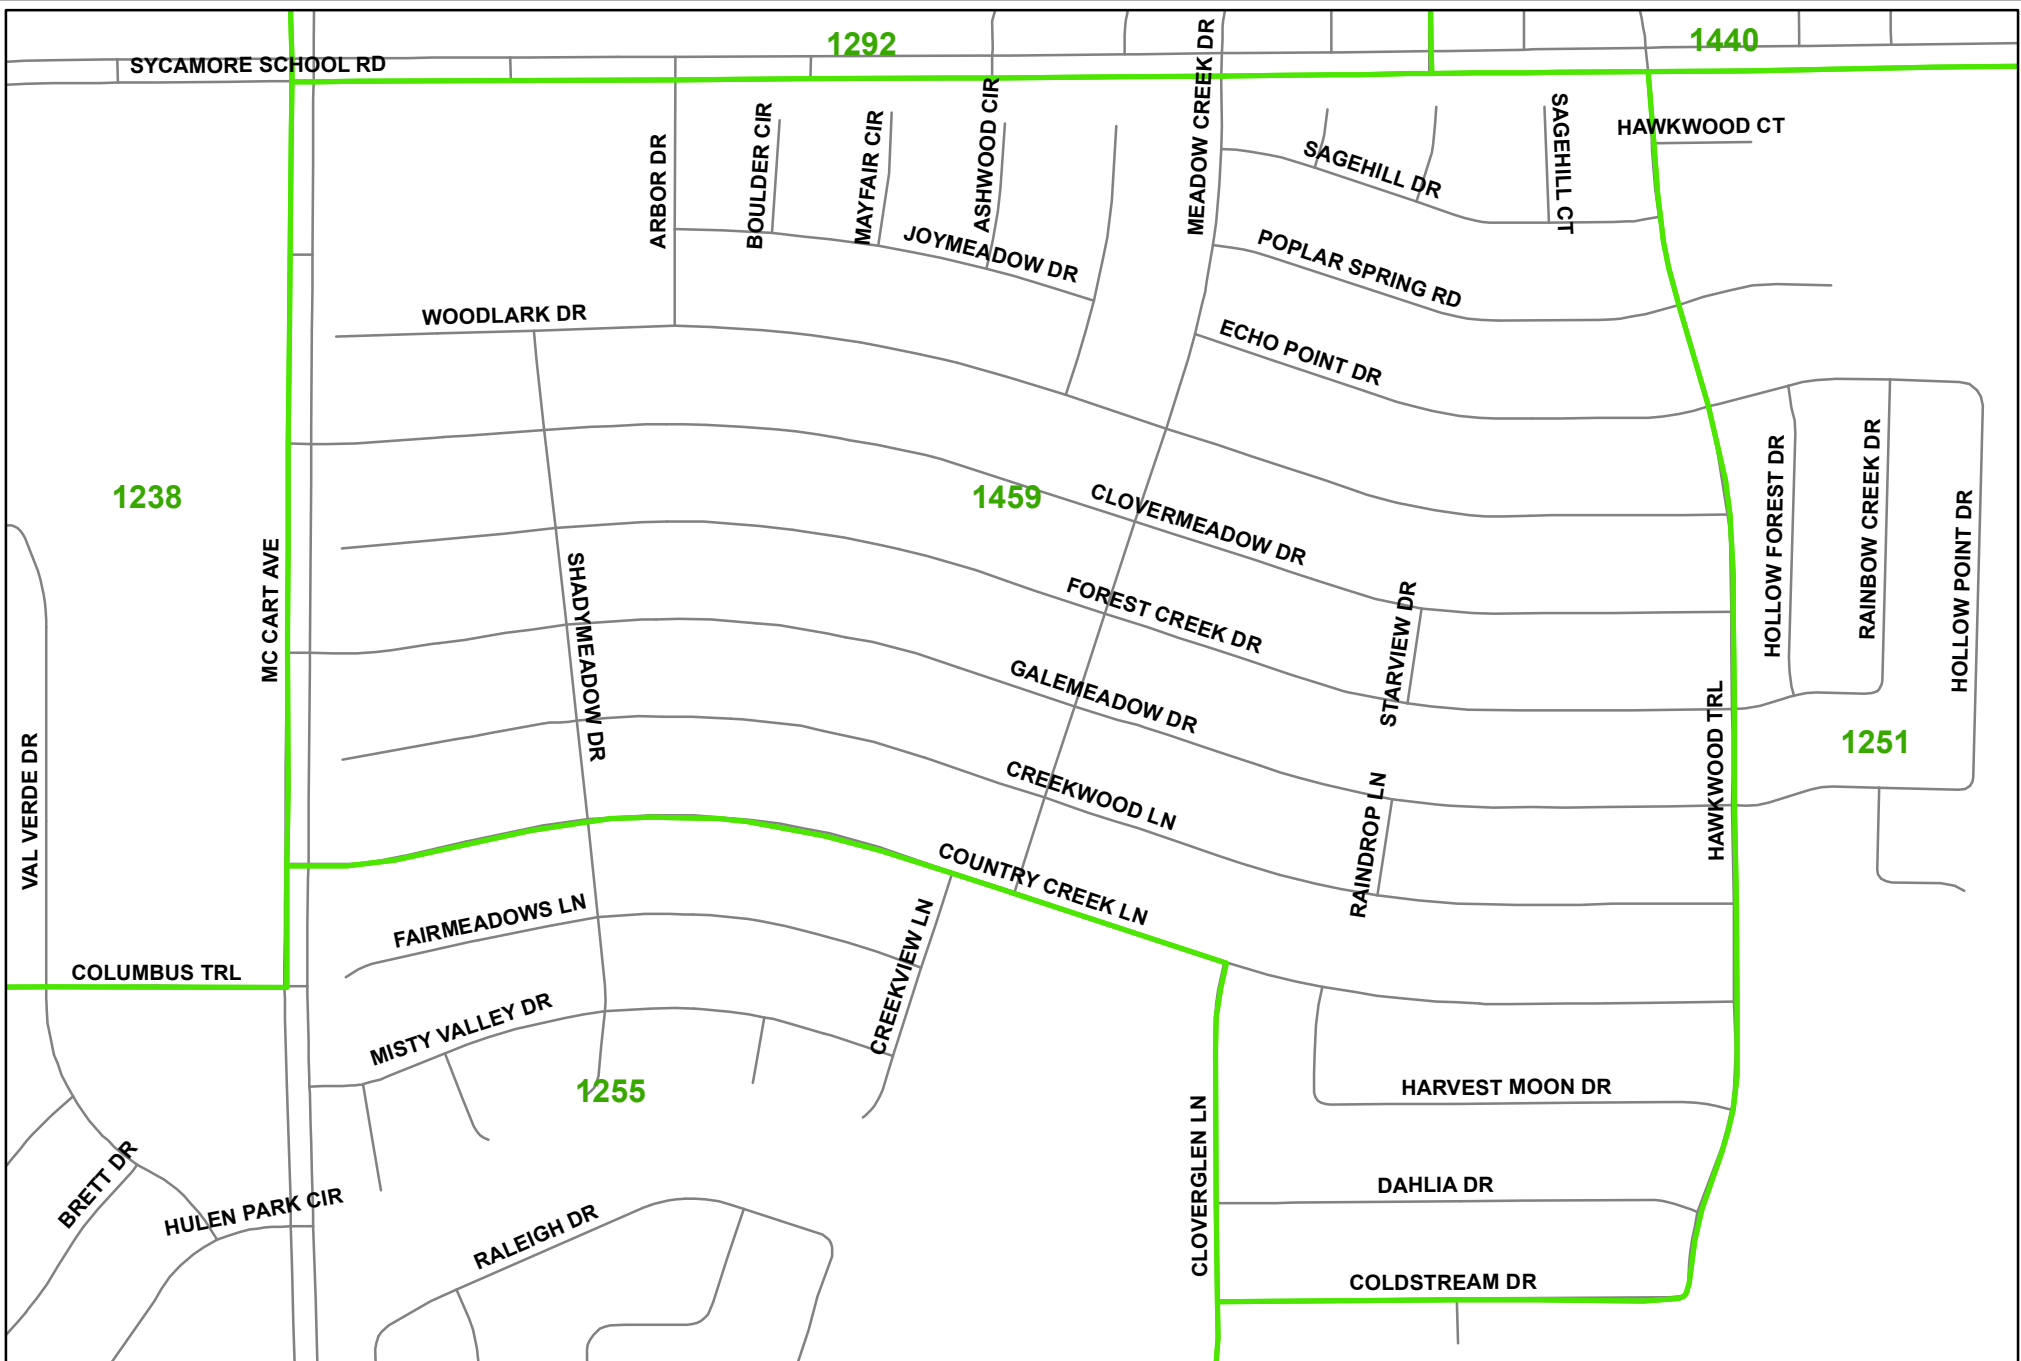 1292
1440
SYCAMORE SCHOOL RD
MEADOW CREEK DR
HAWKWOOD CT
ARBOR DR
BOULDER CIR
MAYFAIR CIR
ASHWOOD CIR
SAGEHILL DR
SAGEHILL CT
JOYMEADOW DR
POPLAR SPRING RD
WOODLARK DR
ECHO POINT DR
1238
1459
CLOVERMEADOW DR
HOLLOW FOREST DR
RAINBOW CREEK DR
HOLLOW POINT DR
MC CART AVE
SHADYMEADOW DR
FOREST CREEK DR
STARVIEW DR
GALEMEADOW DR
HAWKWOOD TRL
1251
VAL VERDE DR
CREEKWOOD LN
RAINDROP LN
COUNTRY CREEK LN
FAIRMEADOWS LN
CREEKVIEW LN
COLUMBUS TRL
MISTY VALLEY DR
1255
HARVEST MOON DR
CLOVERGLEN LN
BRETT DR
HULEN PARK CIR
DAHLIA DR
RALEIGH DR
COLDSTREAM DR